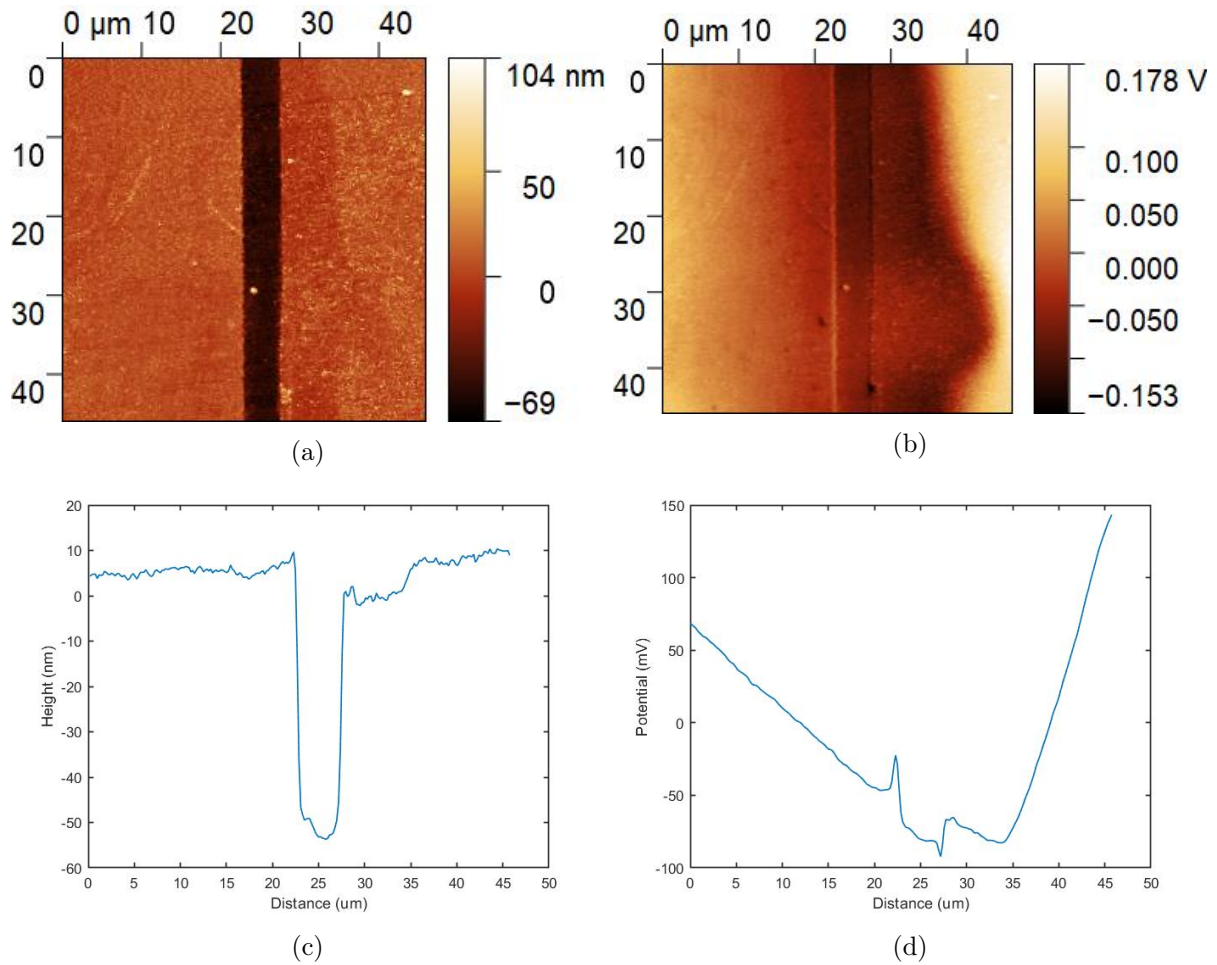 0 µm 10 20 30 40
0
10
20
30
40
104 nm
50
0
−69
(a)
0 µm 10 20 30 40
0
10
20
30
40
0.178 V
0.100
0.050
0.000
−0.050
−0.153
(b)
20
10
0
-10
-20
-30
-40
-50
-60
Height (nm)
0 5 10 15 20 25 30 35 40 45 50
Distance (um)
(c)
150
100
50
0
-50
-100
Potential (mV)
0 5 10 15 20 25 30 35 40 45 50
Distance (um)
(d)